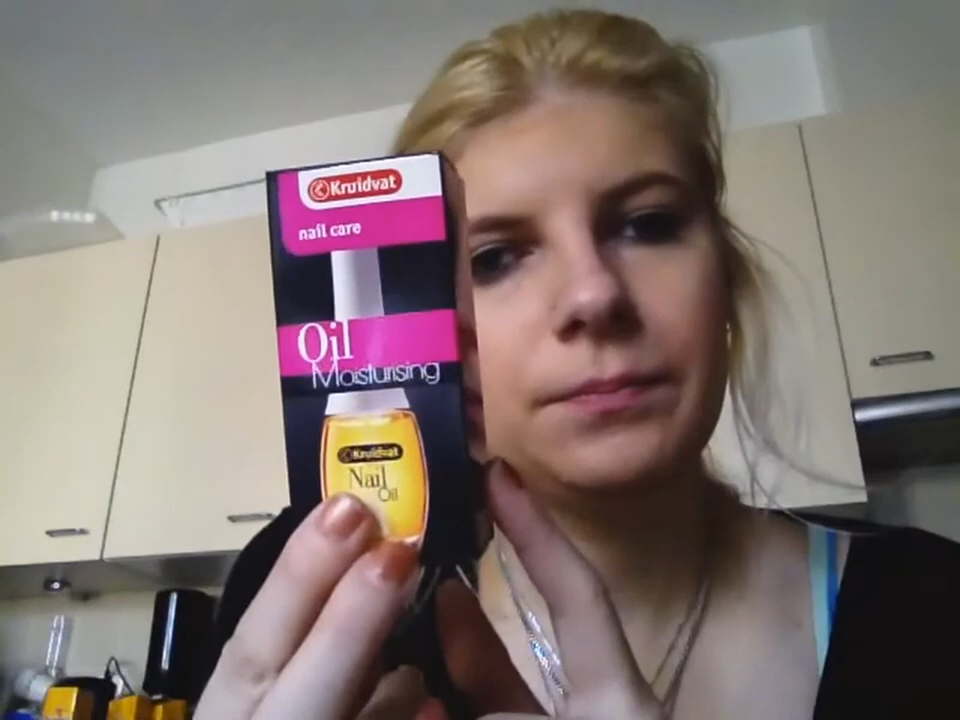 Kruidvat
nail care
Oil
Moisturising
Kruidvat
Nail
Oil